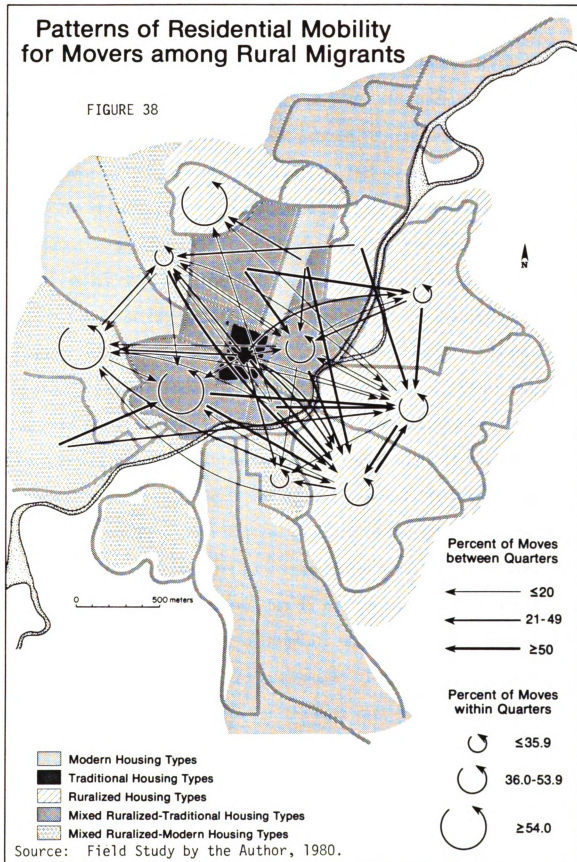 Patterns of Residential Mobility
for Movers among Rural Migrants
FIGURE 38
N
0 500 meters
Percent of Moves
between Quarters
≤20
21-49
≥50
Percent of Moves
within Quarters
≤35.9
36.0-53.9
≥54.0
Modern Housing Types
Traditional Housing Types
Ruralized Housing Types
Mixed Ruralized-Traditional Housing Types
Mixed Ruralized-Modern Housing Types
Source: Field Study by the Author, 1980.